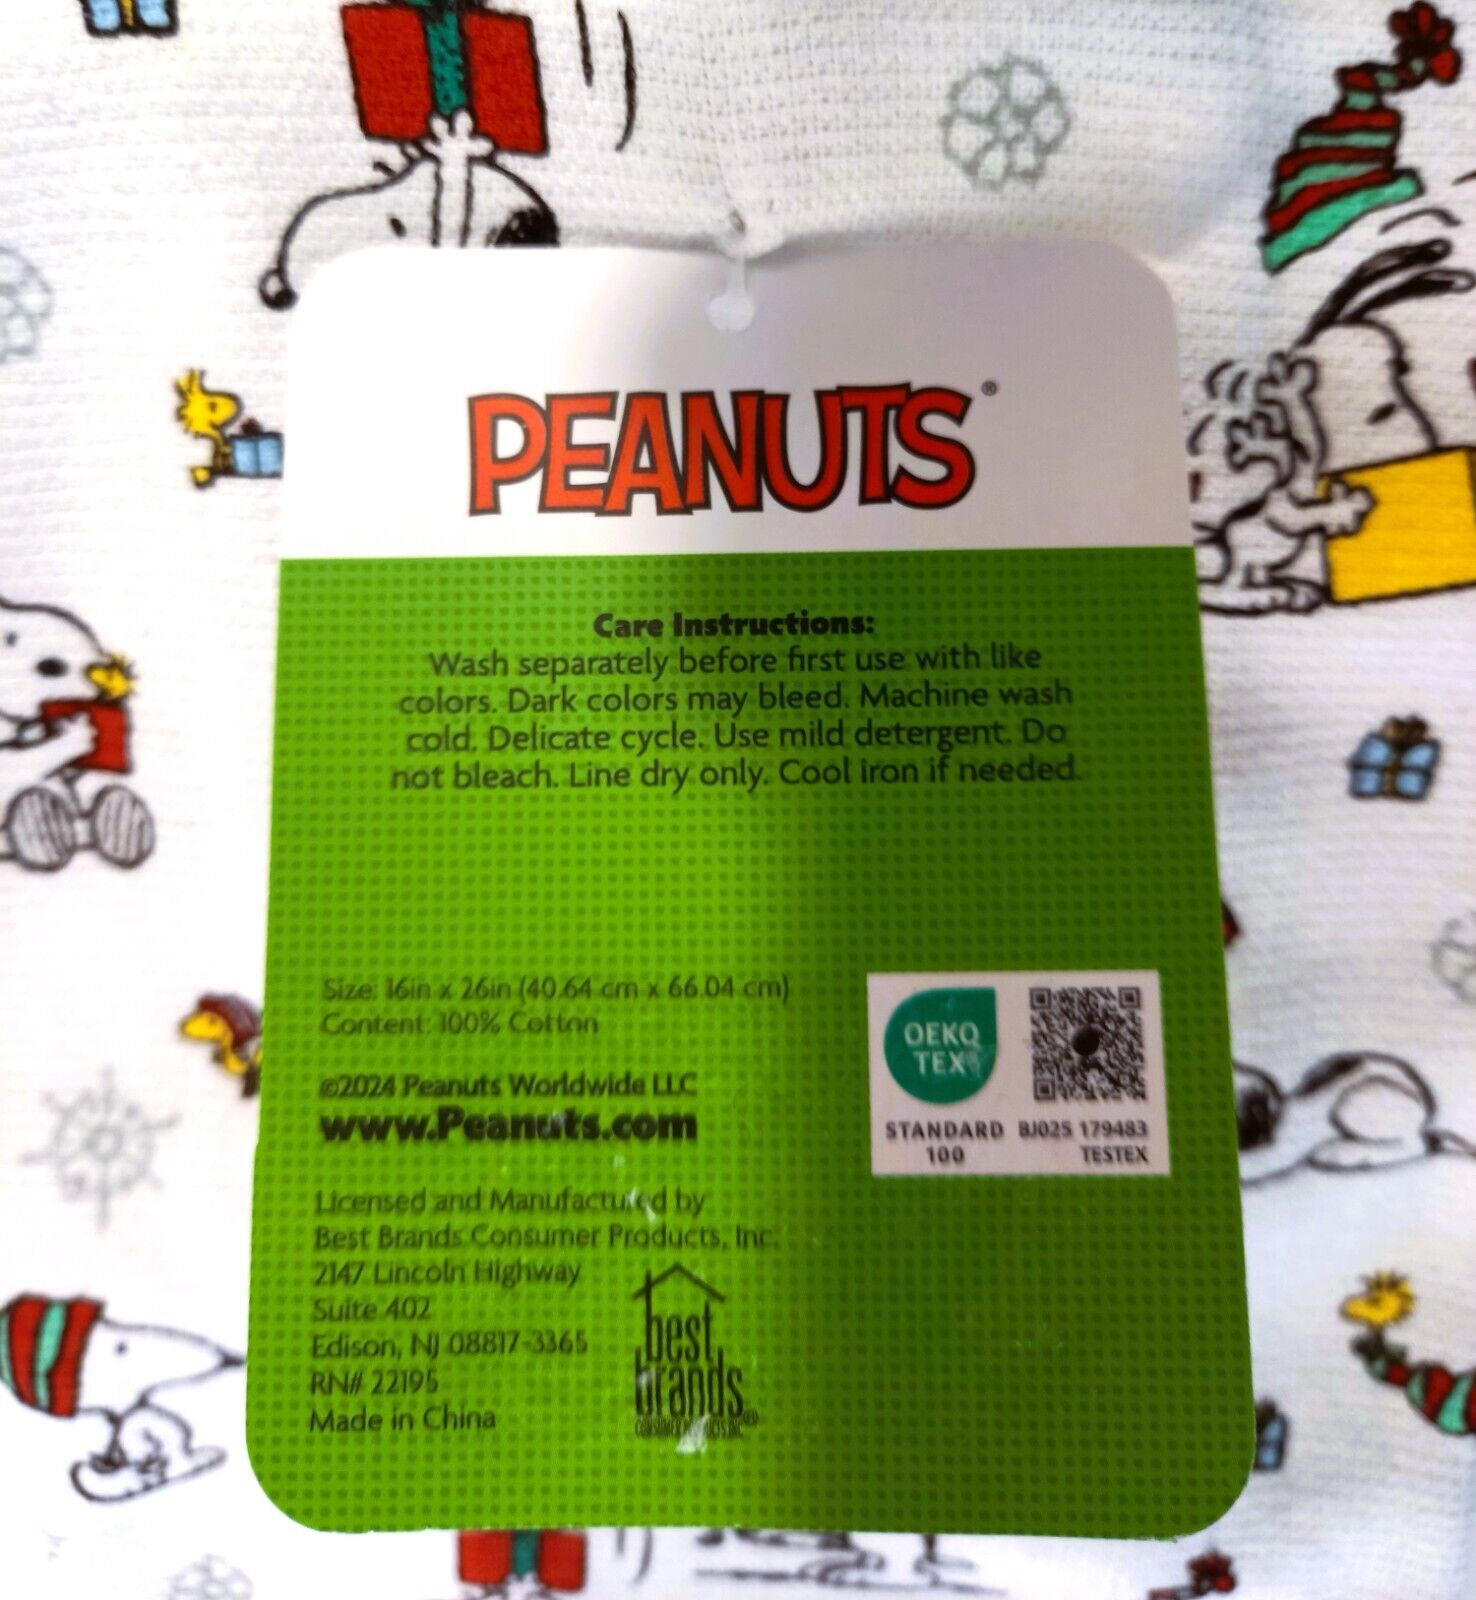 PEANUTS®
Care Instructions:
Wash separately before first use with like
colors. Dark colors may bleed. Machine wash
cold. Delicate cycle. Use mild detergent. Do
not bleach. Line dry only. Cool iron if needed.
Size: 16in x 26in (40.64 cm x 66.04 cm)
Content: 100% Cotton
©2024 Peanuts Worldwide LLC
www.Peanuts.com
OEKO
TEX®
STANDARD
100
BJ025 179483
TESTEX
Licensed and Manufactured by
Best Brands Consumer Products, Inc.
2147 Lincoln Highway
Suite 402
Edison, NJ 08817-3365
RN# 22195
Made in China
best
brands®
CONSUMER PRODUCTS INC